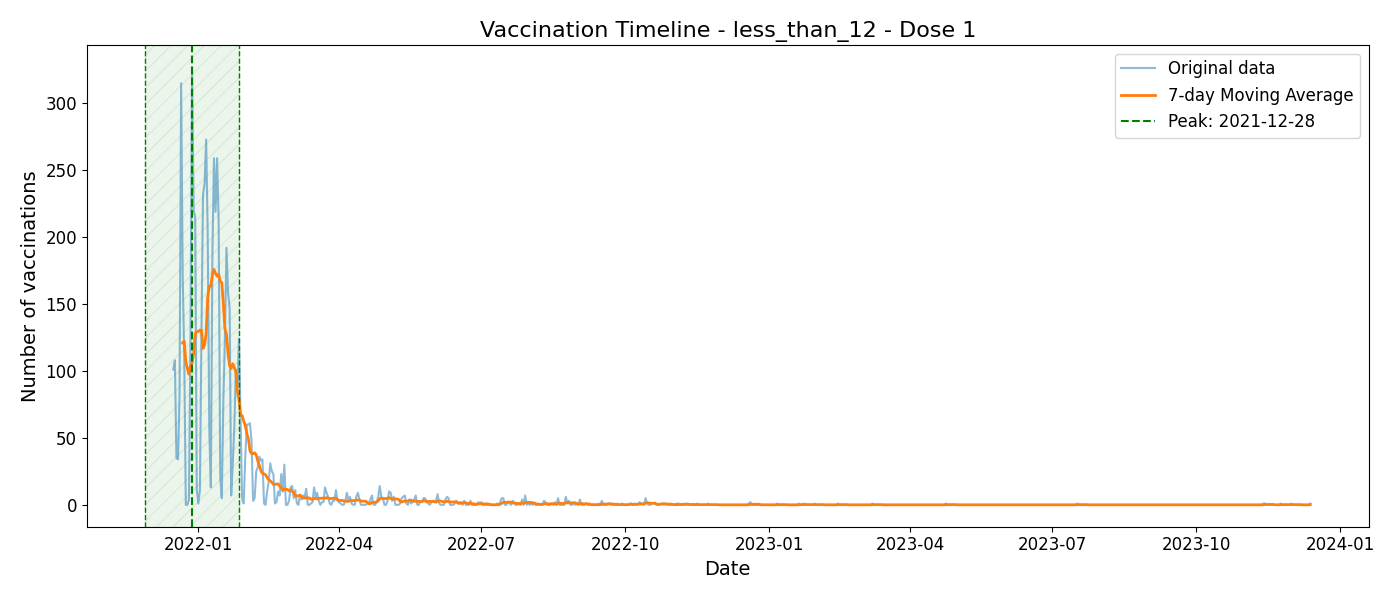 Vaccination Timeline - less_than_12 - Dose 1
Original data
7-day Moving Average
Peak: 2021-12-28
Number of vaccinations
300
250
200
150
100
50
0
2022-01 2022-04 2022-07 2022-10 2023-01 2023-04 2023-07 2023-10 2024-01
Date